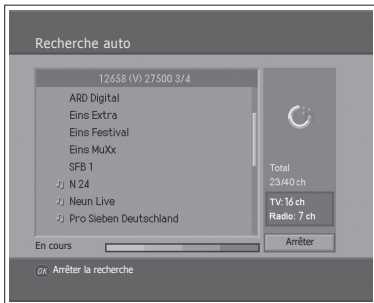 Recherche auto
12658 (V) 27500 3/4
ARD Digital
Eins Extra
Eins Festival
Eins MuXx
SFB 1
N 24
Neun Live
Pro Sieben Deutschland
Total
23/40 ch
TV: 16 ch
Radio: 7 ch
En cours
Arrêter
OK Arrêter la recherche